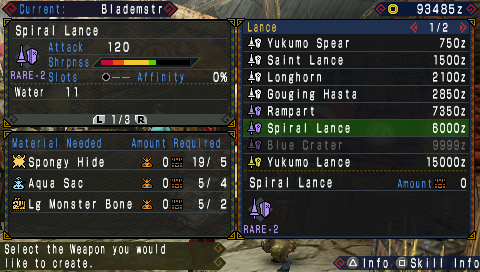 Current: Blademstr
93485z
Spiral Lance
Attack 120
Shrpnss
RARE-2
Slots ●―― Affinity 0%
Water 11
L 1/3 R
Material Needed Amount Required
Spongy Hide 0 19/ 5
Aqua Sac 0 5/ 4
Lg Monster Bone 0 5/ 2
Select the Weapon you would
like to create.
Lance 1/2
Yukumo Spear 750z
Saint Lance 1500z
Longhorn 2100z
Gouging Hasta 2850z
Rampart 7350z
Spiral Lance 6000z
Blue Crater 9999z
Yukumo Lance 15000z
Spiral Lance Amount 0
RARE-2
△ Info □ Skill Info